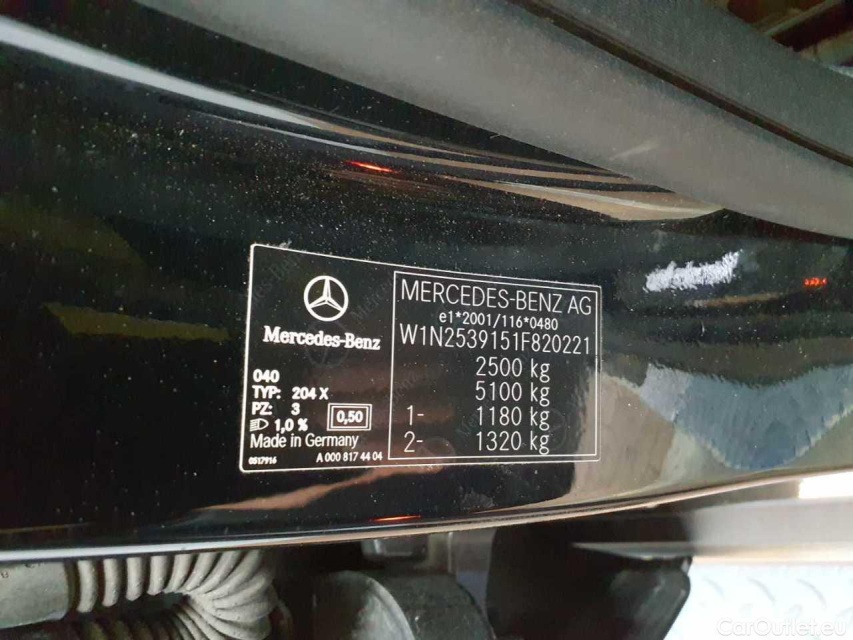 Mercedes-Benz
040
TYP: 204 X
PZ: 3
1,0 %
0,50
Made in Germany
0517916 A 000 817 44 04
MERCEDES-BENZ AG
e1*2001/116*0480
W1N2539151F820221
2500 kg
5100 kg
1- 1180 kg
2- 1320 kg
CarOutlet.eu